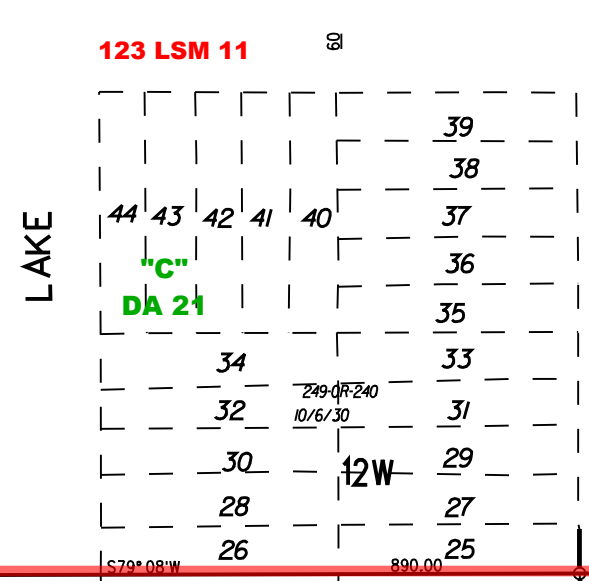 60
123 LSM 11
39
38
LAKE
44 43 42 41 40 37
"C"
36
DA 21
35
34 33
249-OR-240
32 10/6/30 31
30 12W 29
28 27
26 25
S79° 08'W 890.00